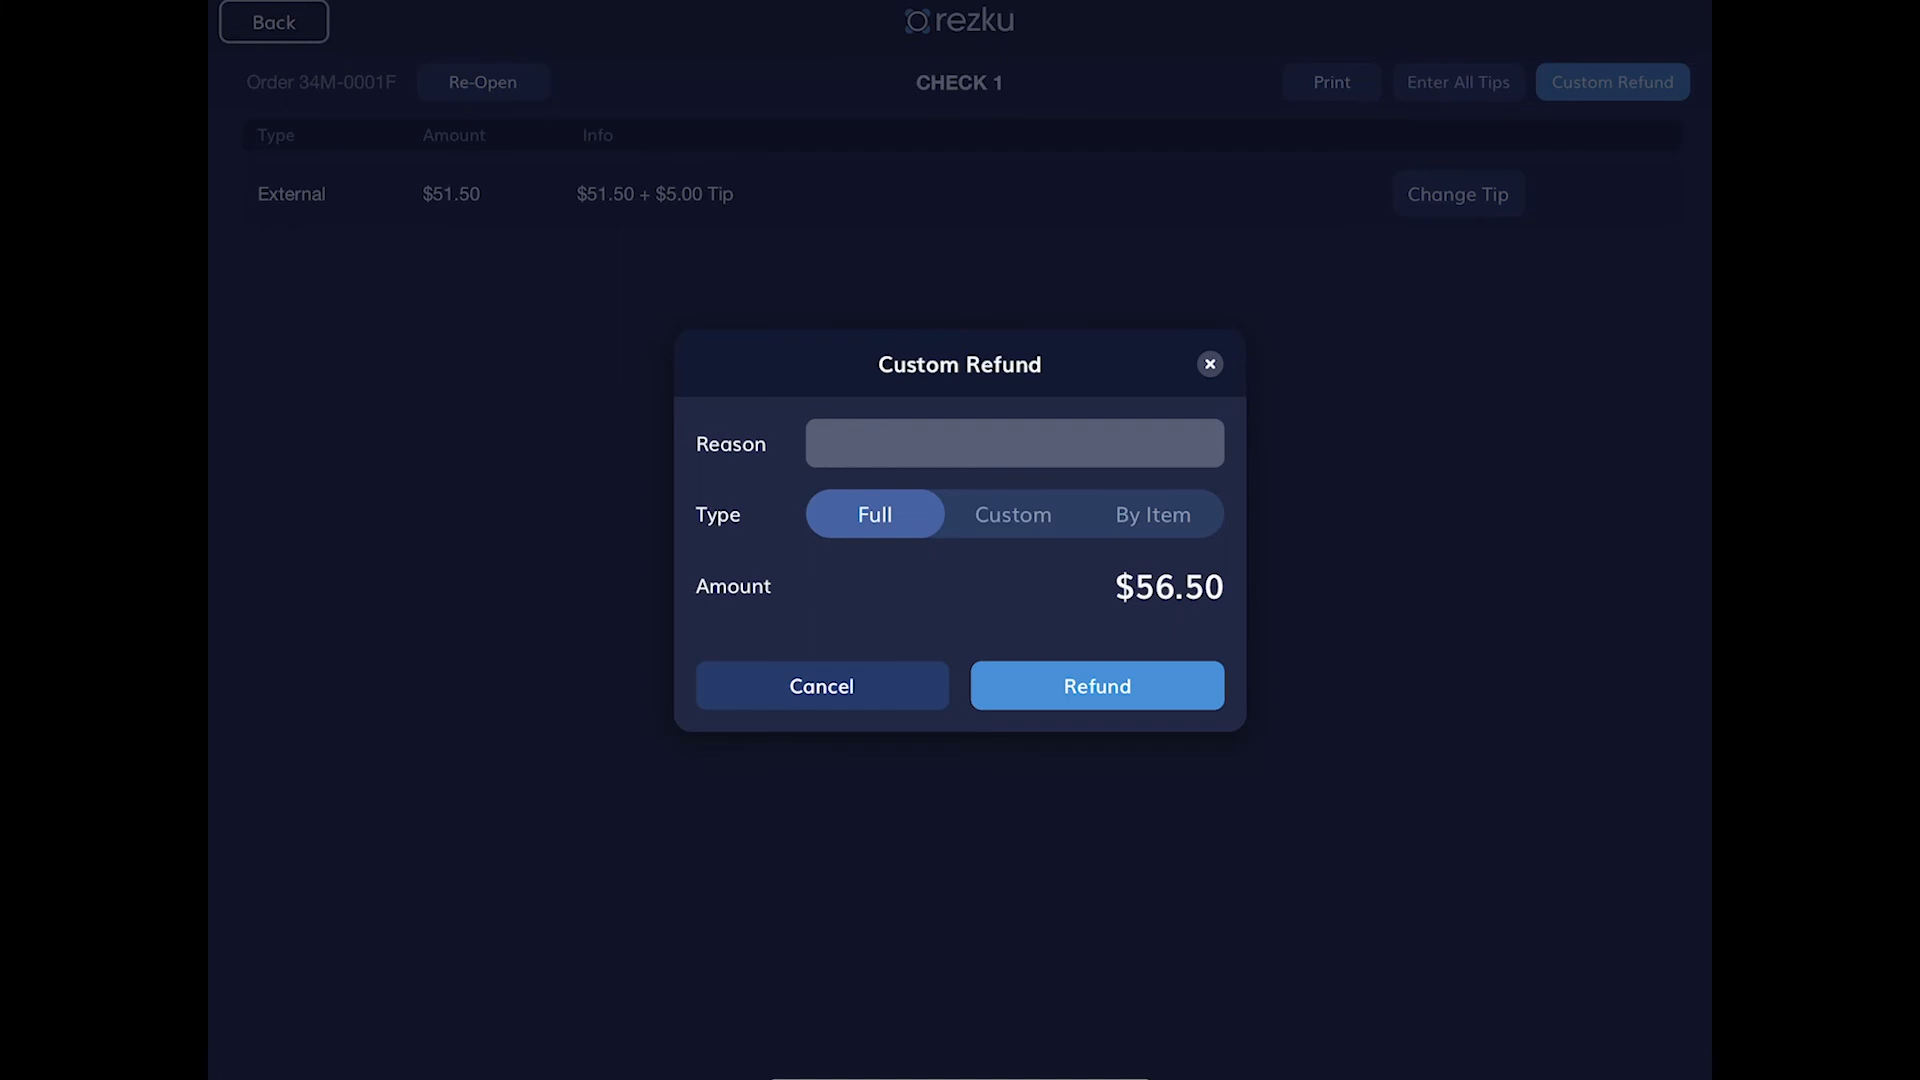 Back
rezku
Order 34M-0001F
Re-Open
CHECK 1
Print
Enter All Tips
Custom Refund
Type Amount Info
External $51.50 $51.50 + $5.00 Tip
Change Tip
Custom Refund
Reason
Type
Full Custom By Item
Amount $56.50
Cancel Refund